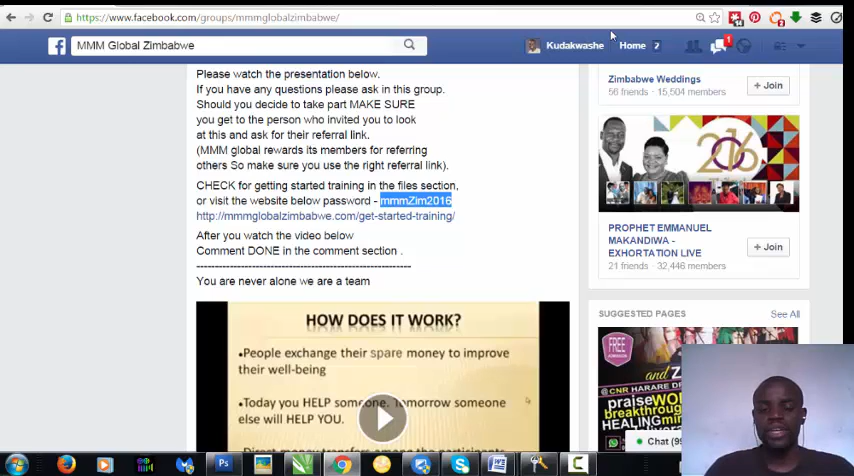 https://www.facebook.com/groups/mmmglobalzimbabwe/
MMM Global Zimbabwe
Kudakwashe
Home 2
1
Please watch the presentation below.
If you have any questions please ask in this group.
Should you decide to take part MAKE SURE
you get to the person who invited you to look
at this and ask for their referral link.
(MMM global rewards its members for referring
others So make sure you use the right referral link).
CHECK for getting started training in the files section,
or visit the website below password - mmmZim2016
http://mmmglobalzimbabwe.com/get-started-training/
After you watch the video below
Comment DONE in the comment section .
----------------------------------------------------
You are never alone we are a team
HOW DOES IT WORK?
•People exchange their spare money to improve
their well-being
•Today you HELP someone. Tomorrow someone
else will HELP YOU.
Zimbabwe Weddings
56 friends · 15,504 members
+ Join
2016
PROPHET EMMANUEL
MAKANDIWA -
EXHORTATION LIVE
21 friends · 32,446 members
+ Join
SUGGESTED PAGES
See All
FREE
@CNR HARARE
Chat (99